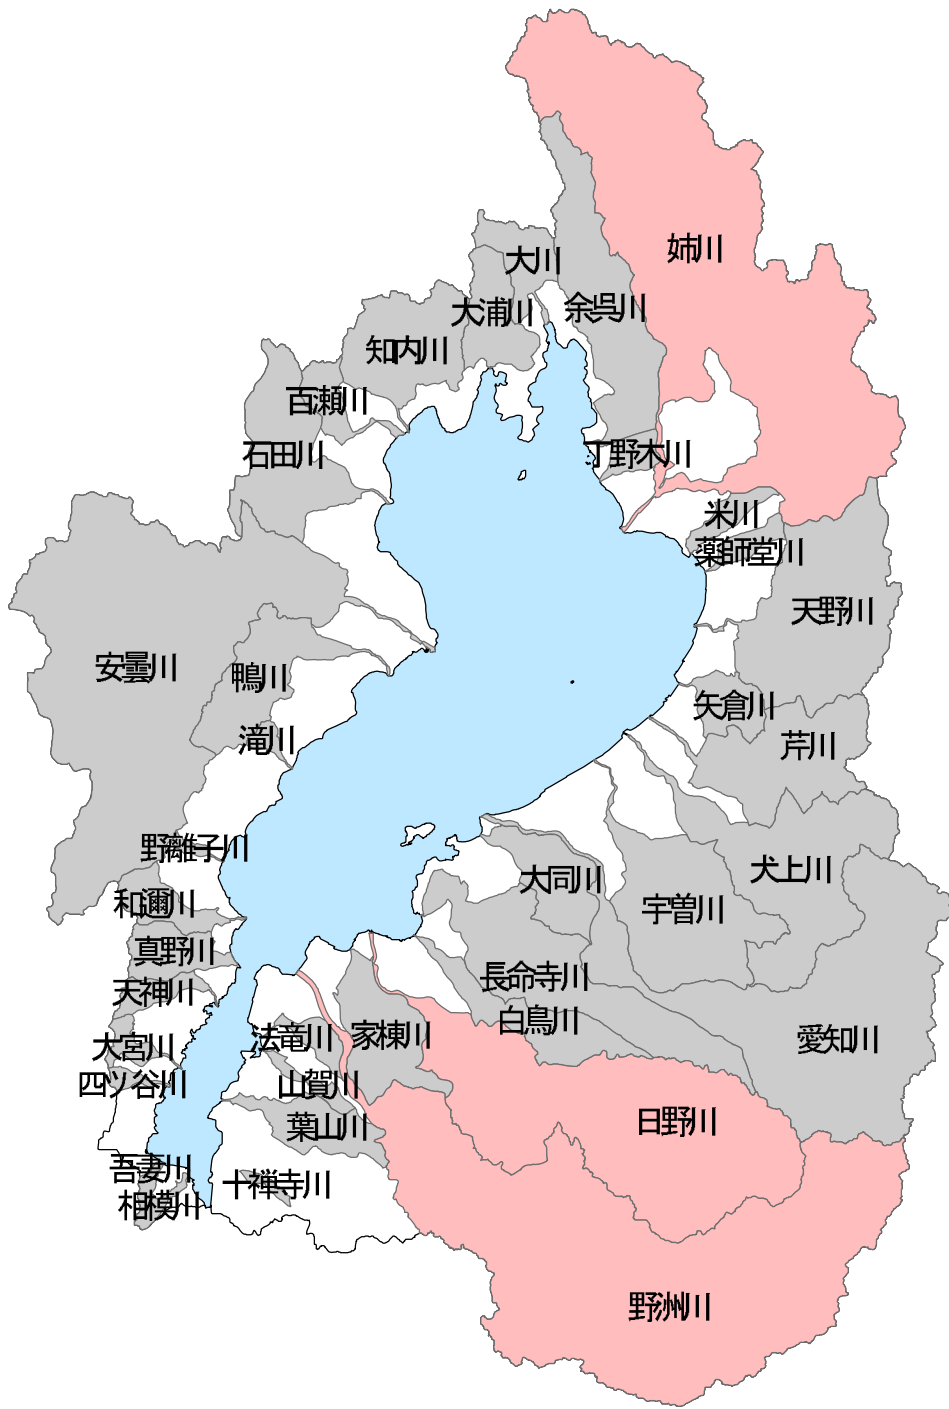 姉川
大川
余呉川
大浦川
知内川
百瀬川
石田川
丁野木川
米川
薬師堂川
天野川
安曇川
鴨川
矢倉川
滝川
芹川
野離子川
犬上川
大同川
和邇川
宇曽川
真野川
長命寺川
天神川
白鳥川
法竜川
家棟川
愛知川
大宮川
四ツ谷川
山賀川
日野川
葉山川
吾妻川
十禅寺川
相模川
野洲川